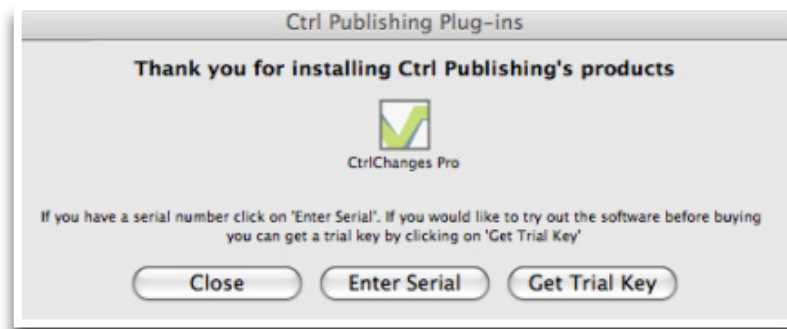 Ctrl Publishing Plug-ins
Thank you for installing Ctrl Publishing's products
CtrlChanges Pro
If you have a serial number click on 'Enter Serial'. If you would like to try out the software before buying
you can get a trial key by clicking on 'Get Trial Key'
Close Enter Serial Get Trial Key